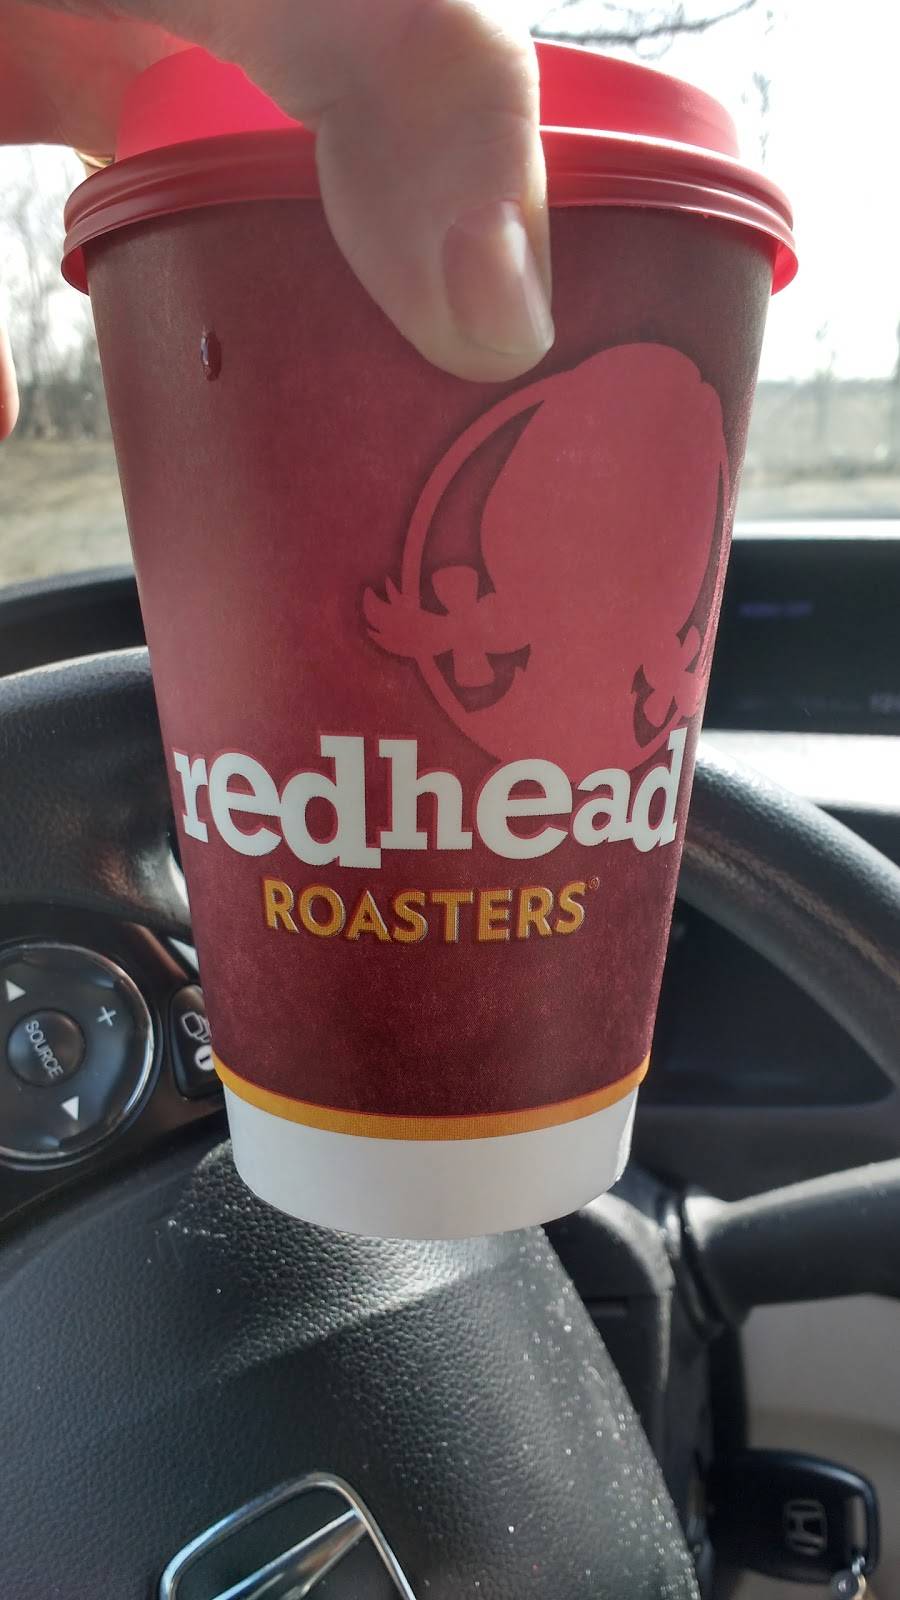 redhead
ROASTERS®
SOURCE
+